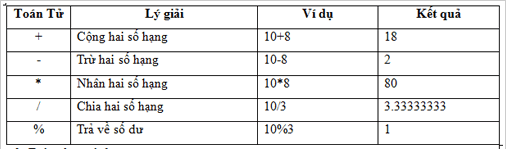 Toán Tử Lý giải Ví dụ Kết quả
+ Cộng hai số hạng 10+8 18
- Trừ hai số hạng 10-8 2
* Nhân hai số hạng 10*8 80
/ Chia hai số hạng 10/3 3.33333333
% Trả về số dư 10%3 1